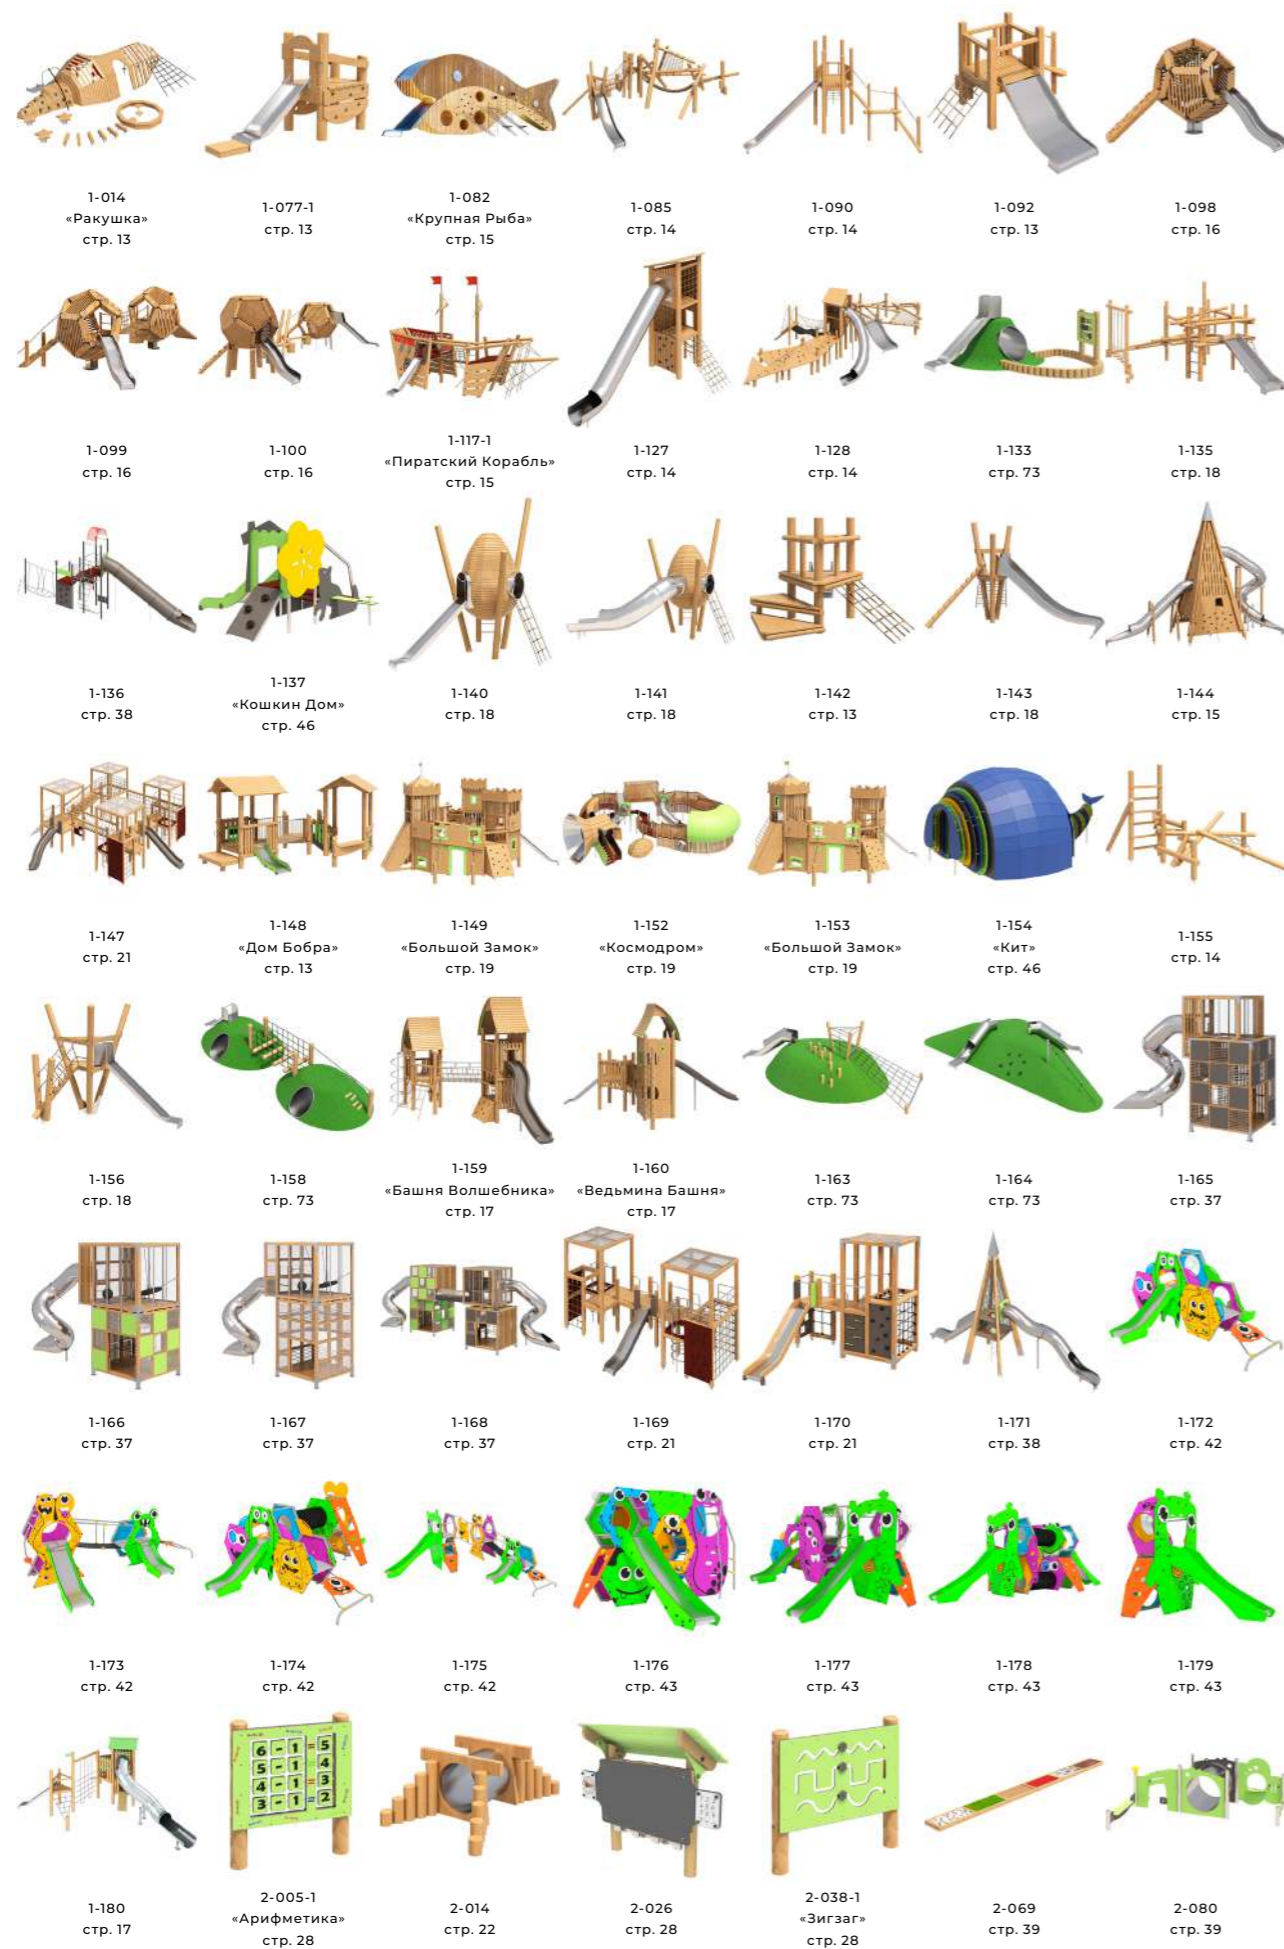 1-014
«Ракушка»
стр. 13
1-077-1
стр. 13
1-082
«Крупная Рыба»
стр. 15
1-085
стр. 14
1-090
стр. 14
1-092
стр. 13
1-098
стр. 16
1-099
стр. 16
1-100
стр. 16
1-117-1
«Пиратский Корабль»
стр. 15
1-127
стр. 14
1-128
стр. 14
1-133
стр. 73
1-135
стр. 18
1-136
стр. 38
1-137
«Кошкин Дом»
стр. 46
1-140
стр. 18
1-141
стр. 18
1-142
стр. 13
1-143
стр. 18
1-144
стр. 15
1-147
стр. 21
1-148
«Дом Бобра»
стр. 13
1-149
«Большой Замок»
стр. 19
1-152
«Космодром»
стр. 19
1-153
«Большой Замок»
стр. 19
1-154
«Кит»
стр. 46
1-155
стр. 14
1-156
стр. 18
1-158
стр. 73
1-159
«Башня Волшебника»
стр. 17
1-160
«Ведьмина Башня»
стр. 17
1-163
стр. 73
1-164
стр. 73
1-165
стр. 37
1-166
стр. 37
1-167
стр. 37
1-168
стр. 37
1-169
стр. 21
1-170
стр. 21
1-171
стр. 38
1-172
стр. 42
1-173
стр. 42
1-174
стр. 42
1-175
стр. 42
1-176
стр. 43
1-177
стр. 43
1-178
стр. 43
1-179
стр. 43
6 - 1 = 5
5 - 1 = 4
4 - 1 = 3
3 - 1 = 2
1-180
стр. 17
2-005-1
«Арифметика»
стр. 28
2-014
стр. 22
2-026
стр. 28
2-038-1
«Зигзаг»
стр. 28
2-069
стр. 39
2-080
стр. 39